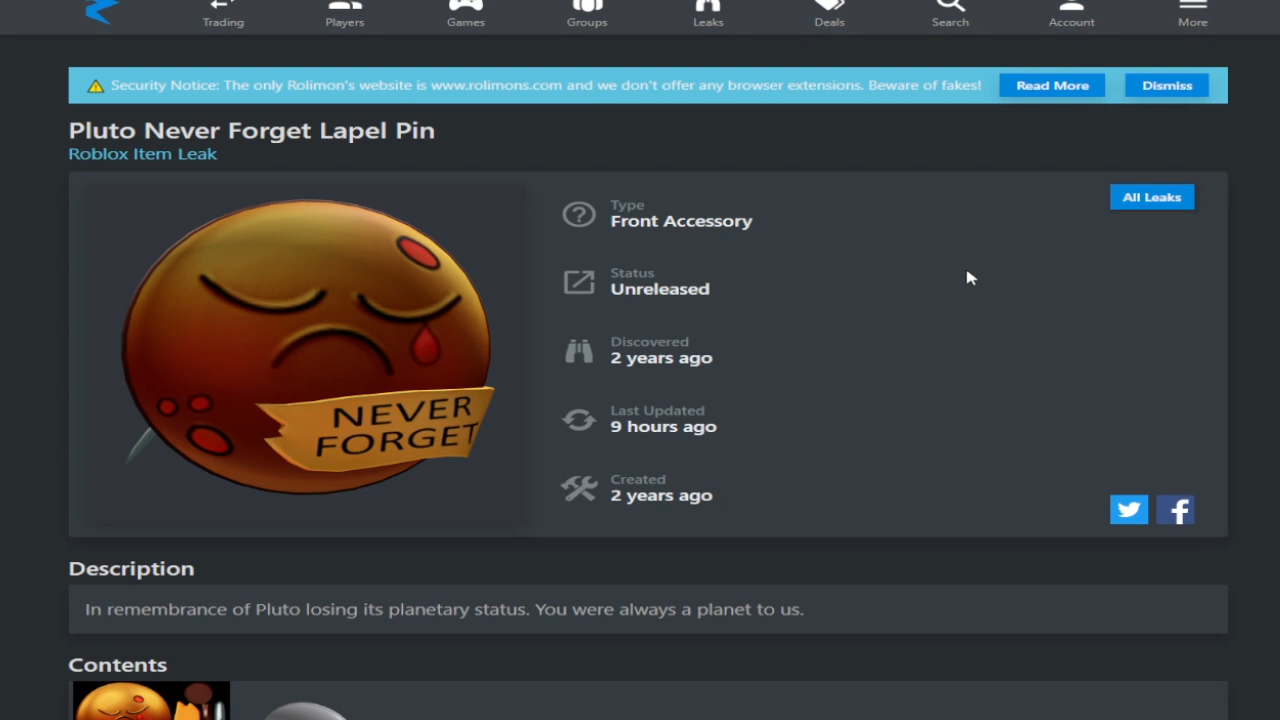 Trading Players Games Groups Leaks Deals Search Account More
Security Notice: The only Rolimon's website is www.rolimons.com and we don't offer any browser extensions. Beware of fakes! Read More Dismiss
Pluto Never Forget Lapel Pin
Roblox Item Leak
All Leaks
Type
Front Accessory
Status
Unreleased
Discovered
2 years ago
Last Updated
9 hours ago
Created
2 years ago
NEVER
FORGET
Description
In remembrance of Pluto losing its planetary status. You were always a planet to us.
Contents